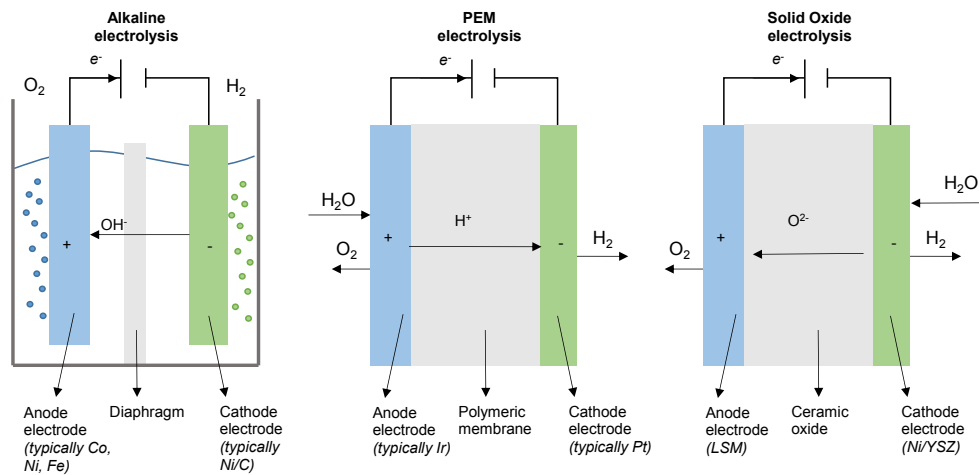 Alkaline
electrolysis
e-
O2
H2
OH-
+
-
Anode
electrode
(typically Co,
Ni, Fe)
Diaphragm
Cathode
electrode
(typically
Ni/C)
PEM
electrolysis
e-
H2O
H+
+
-
O2
H2
Anode
electrode
(typically Ir)
Polymeric
membrane
Cathode
electrode
(typically Pt)
Solid Oxide
electrolysis
e-
H2O
O2-
+
-
O2
H2
Anode
electrode
(LSM)
Ceramic
oxide
Cathode
electrode
(Ni/YSZ)